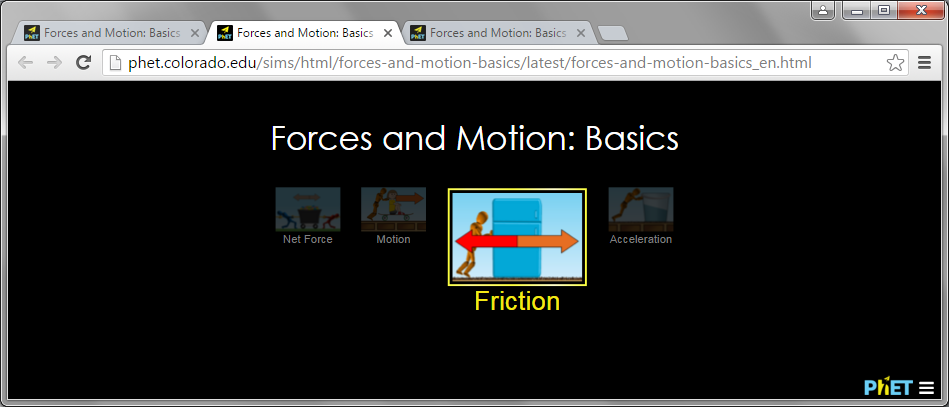 Forces and Motion: Basics
Forces and Motion: Basics
Forces and Motion: Basics
phet.colorado.edu/sims/html/forces-and-motion-basics/latest/forces-and-motion-basics_en.html
Forces and Motion: Basics
Net Force
Motion
Friction
Acceleration
PhET